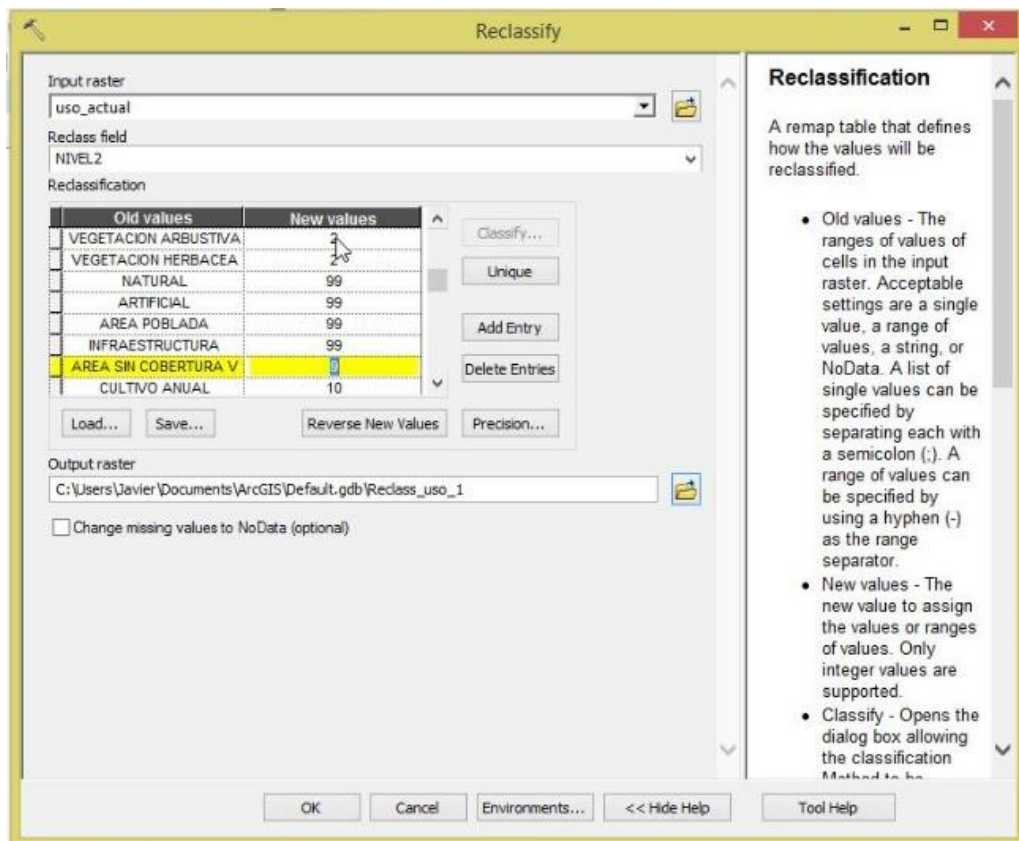 Reclassify
Input raster
uso_actual
Reclass field
NIVEL2
Reclassification
Old values New values
VEGETACION ARBUSTIVA 2
VEGETACION HERBACEA 2
NATURAL 99
ARTIFICIAL 99
AREA POBLADA 99
INFRAESTRUCTURA 99
AREA SIN COBERTURA V 9
CULTIVO ANUAL 10
Classify...
Unique
Add Entry
Delete Entries
Load... Save... Reverse New Values Precision...
Output raster
C:\Users\Javier\Documents\ArcGIS\Default.gdb\Reclass_uso_1
Change missing values to NoData (optional)
Reclassification
A remap table that defines
how the values will be
reclassified.
• Old values - The
ranges of values of
cells in the input
raster. Acceptable
settings are a single
value, a range of
values, a string, or
NoData. A list of
single values can be
specified by
separating each with
a semicolon (;). A
range of values can
be specified by
using a hyphen (-)
as the range
separator.
• New values - The
new value to assign
the values or ranges
of values. Only
integer values are
supported.
• Classify - Opens the
dialog box allowing
the classification
Method to be
OK Cancel Environments... << Hide Help Tool Help